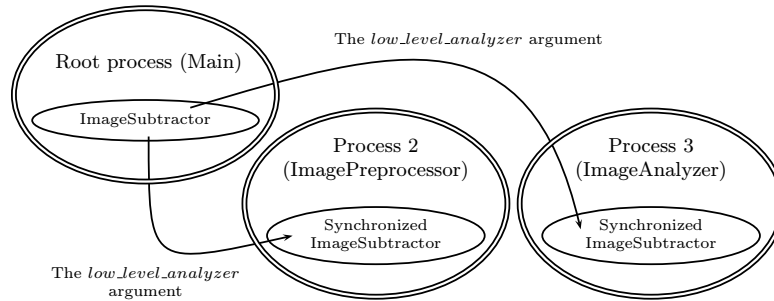 The low_level_analyzer argument
Root process (Main)
ImageSubtractor
Process 2
(ImagePreprocessor)
Synchronized
ImageSubtractor
Process 3
(ImageAnalyzer)
Synchronized
ImageSubtractor
The low_level_analyzer
argument